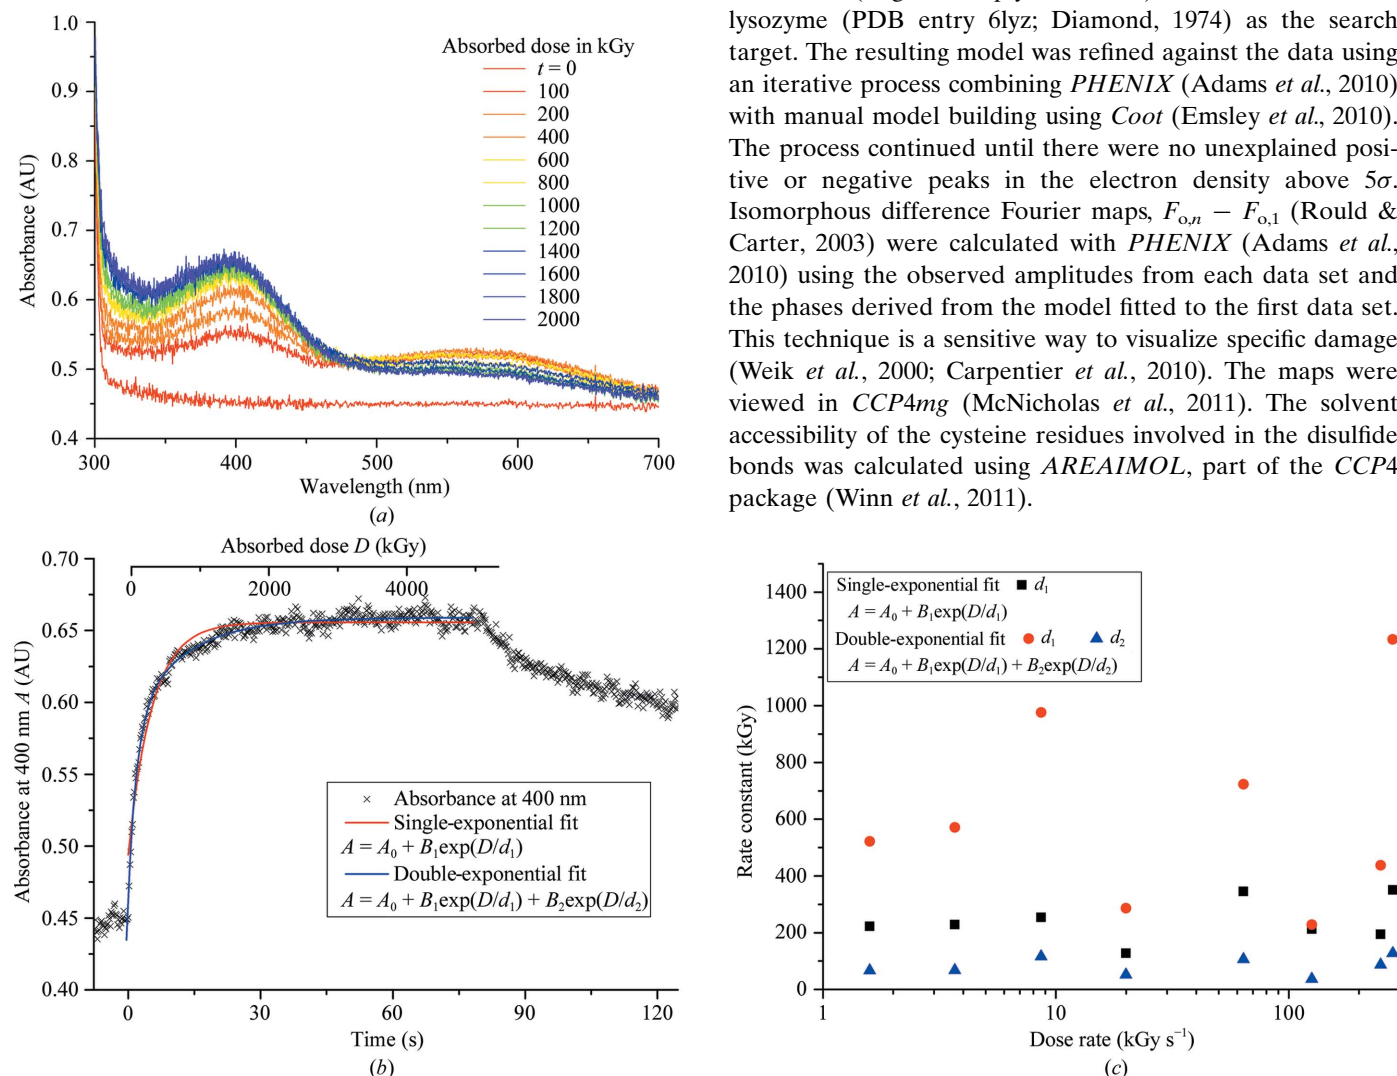 1.0
0.9
0.8
0.7
0.6
0.5
0.4
Absorbance (AU)
Absorbed dose in kGy
t = 0
100
200
400
600
800
1000
1200
1400
1600
1800
2000
300
400
500
600
700
Wavelength (nm)
(a)
lysozyme (PDB entry 6lyz; Diamond, 1974) as the search
target. The resulting model was refined against the data using
an iterative process combining PHENIX (Adams et al., 2010)
with manual model building using Coot (Emsley et al., 2010).
The process continued until there were no unexplained posi-
tive or negative peaks in the electron density above 5σ.
Isomorphous difference Fourier maps, Fo,n − Fo,1 (Rould &
Carter, 2003) were calculated with PHENIX (Adams et al.,
2010) using the observed amplitudes from each data set and
the phases derived from the model fitted to the first data set.
This technique is a sensitive way to visualize specific damage
(Weik et al., 2000; Carpentier et al., 2010). The maps were
viewed in CCP4mg (McNicholas et al., 2011). The solvent
accessibility of the cysteine residues involved in the disulfide
bonds was calculated using AREAIMOL, part of the CCP4
package (Winn et al., 2011).
Absorbed dose D (kGy)
0
2000
4000
0.70
0.65
0.60
0.55
0.50
0.45
0.40
Absorbance at 400 nm A (AU)
Absorbance at 400 nm
Single-exponential fit
A = A0 + B1exp(D/d1)
Double-exponential fit
A = A0 + B1exp(D/d1) + B2exp(D/d2)
0
30
60
90
120
Time (s)
(b)
1400
1200
1000
800
600
400
200
0
Rate constant (kGy)
Single-exponential fit d1
A = A0 + B1exp(D/d1)
Double-exponential fit d1 d2
A = A0 + B1exp(D/d1) + B2exp(D/d2)
1
10
100
Dose rate (kGy s−1)
(c)